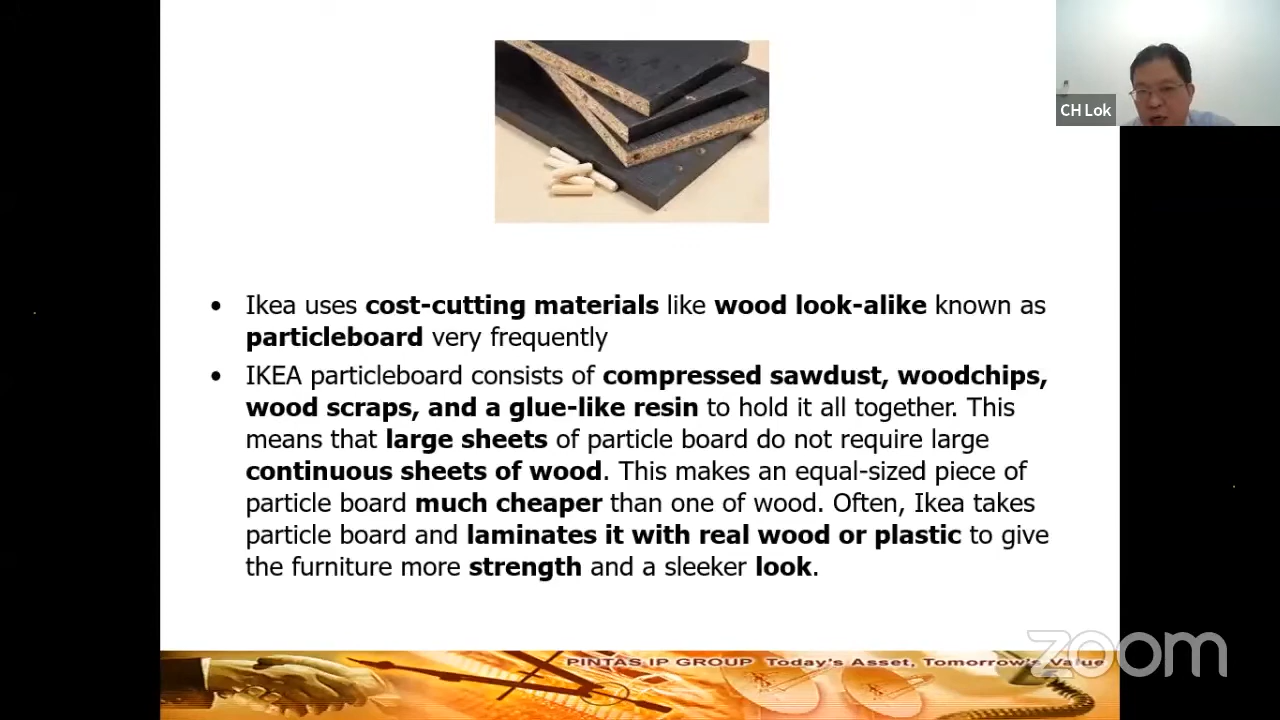 CH Lok
• Ikea uses cost-cutting materials like wood look-alike known as
particleboard very frequently
• IKEA particleboard consists of compressed sawdust, woodchips,
wood scraps, and a glue-like resin to hold it all together. This
means that large sheets of particle board do not require large
continuous sheets of wood. This makes an equal-sized piece of
particle board much cheaper than one of wood. Often, Ikea takes
particle board and laminates it with real wood or plastic to give
the furniture more strength and a sleeker look.
PINTAS IP GROUP Today's Asset, Tomorrow's Value
zoom